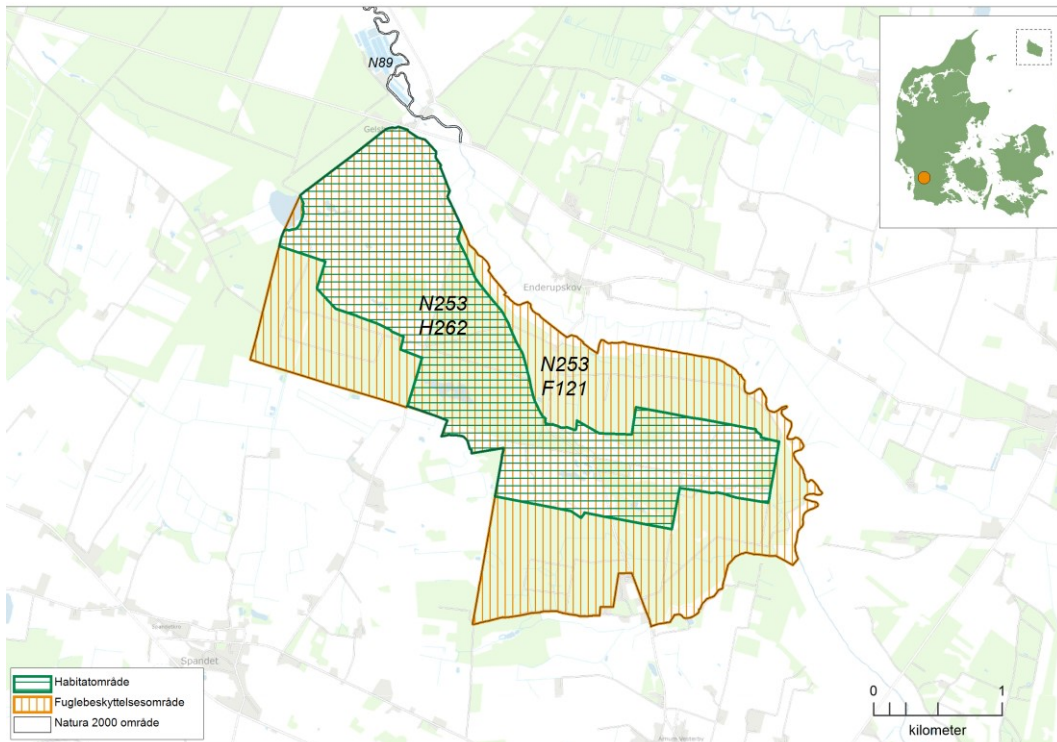 N89
Enderupskov
N253
H262
N253
F121
Spandet
Habitatområde
Fuglebeskyttelsesområde
Natura 2000 område
0 1
kilometer